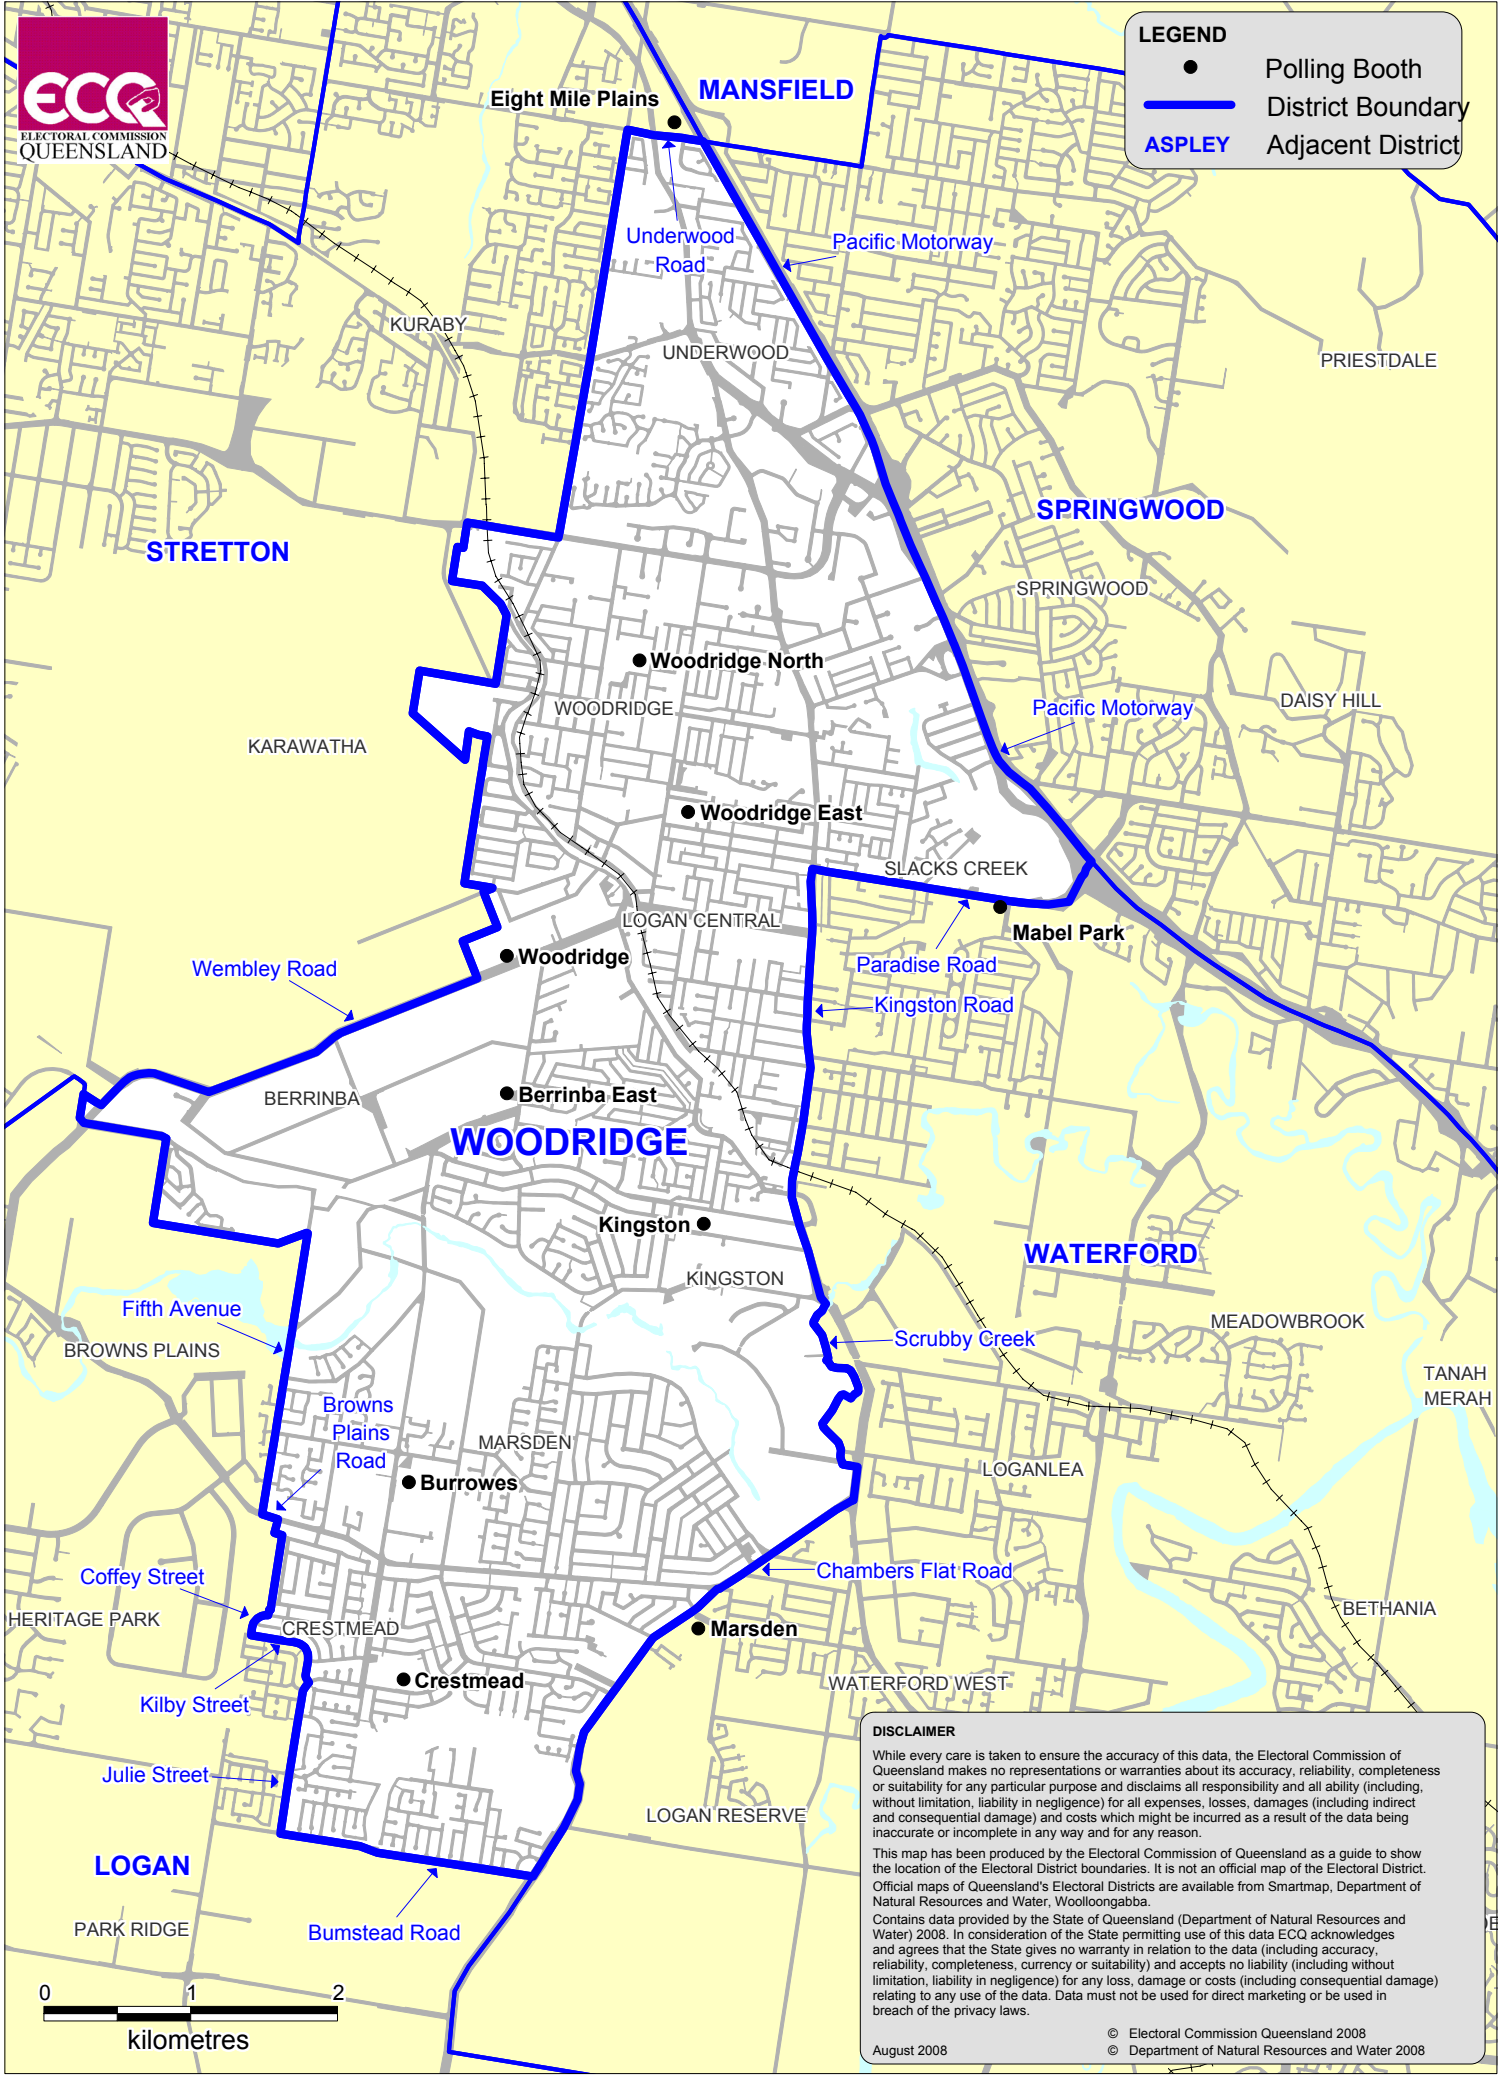 ECQ
ELECTORAL COMMISSION
QUEENSLAND
LEGEND
Polling Booth
District Boundary
ASPLEY
Adjacent District
MANSFIELD
Eight Mile Plains
Underwood
Road
Pacific Motorway
KURABY
UNDERWOOD
PRIESTDALE
SPRINGWOOD
STRETTON
SPRINGWOOD
Woodridge North
DAISY HILL
WOODRIDGE
Pacific Motorway
KARAWATHA
Woodridge East
SLACKS CREEK
LOGAN CENTRAL
Mabel Park
Woodridge
Wembley Road
Paradise Road
Kingston Road
BERRINBA
Berrinba East
WOODRIDGE
Kingston
WATERFORD
KINGSTON
Fifth Avenue
MEADOWBROOK
Scrubby Creek
BROWNS PLAINS
TANAH
MERAH
Browns
Plains
Road
MARSDEN
LOGANLEA
Burrowes
Chambers Flat Road
Coffey Street
BETHANIA
HERITAGE PARK
CRESTMEAD
Marsden
Crestmead
WATERFORD WEST
Kilby Street
Julie Street
LOGAN RESERVE
LOGAN
PARK RIDGE
Bumstead Road
0 1 2
kilometres
DISCLAIMER
While every care is taken to ensure the accuracy of this data, the Electoral Commission of
Queensland makes no representations or warranties about its accuracy, reliability, completeness
or suitability for any particular purpose and disclaims all responsibility and all ability (including,
without limitation, liability in negligence) for all expenses, losses, damages (including indirect
and consequential damage) and costs which might be incurred as a result of the data being
inaccurate or incomplete in any way and for any reason.
This map has been produced by the Electoral Commission of Queensland as a guide to show
the location of the Electoral District boundaries. It is not an official map of the Electoral District.
Official maps of Queensland's Electoral Districts are available from Smartmap, Department of
Natural Resources and Water, Woolloongabba.
Contains data provided by the State of Queensland (Department of Natural Resources and
Water) 2008. In consideration of the State permitting use of this data ECQ acknowledges
and agrees that the State gives no warranty in relation to the data (including accuracy,
reliability, completeness, currency or suitability) and accepts no liability (including without
limitation, liability in negligence) for any loss, damage or costs (including consequential damage)
relating to any use of the data. Data must not be used for direct marketing or be used in
breach of the privacy laws.
© Electoral Commission Queensland 2008
August 2008
© Department of Natural Resources and Water 2008